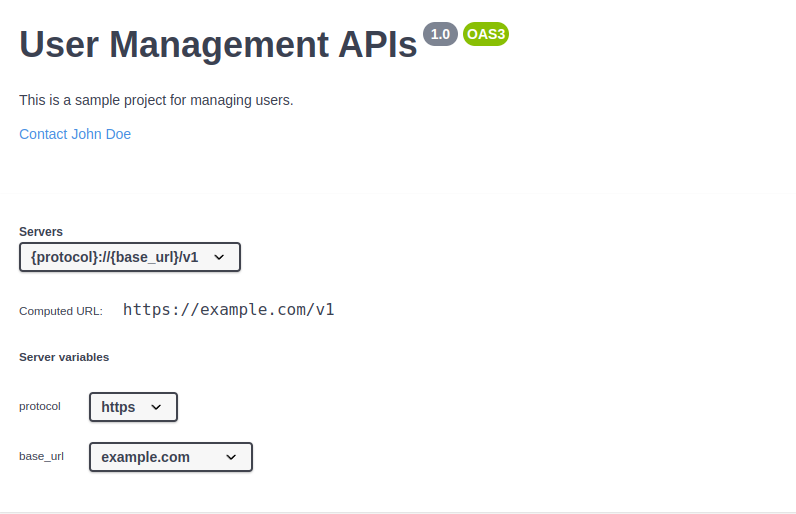 User Management APIs 1.0 OAS3
This is a sample project for managing users.
Contact John Doe
Servers
{protocol}://{base_url}/v1
Computed URL: https://example.com/v1
Server variables
protocol https
base_url example.com